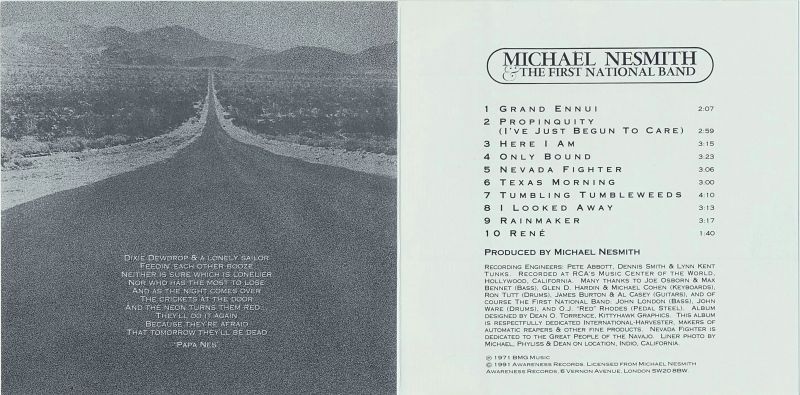 DIXIE DEWDROP & A LONELY SAILOR
FEEDIN' EACH OTHER BOOZE
NEITHER IS SURE WHICH IS LONELIER
NOR WHO HAS THE MOST TO LOSE
AND AS THE NIGHT COMES OVER
THE CRICKETS AT THE DOOR
AND THE NEON TURNS THEM RED
THEY'LL DO IT AGAIN
BECAUSE THEY'RE AFRAID
THAT TOMORROW THEY'LL BE DEAD
"PAPA NES"
MICHAEL NESMITH
& THE FIRST NATIONAL BAND
1 GRAND ENNUI 2:07
2 PROPINQUITY
(I'VE JUST BEGUN TO CARE) 2:59
3 HERE I AM 3:15
4 ONLY BOUND 3:23
5 NEVADA FIGHTER 3:06
6 TEXAS MORNING 3:00
7 TUMBLING TUMBLEWEEDS 4:10
8 I LOOKED AWAY 3:13
9 RAINMAKER 3:17
10 RENÉ 1:40
PRODUCED BY MICHAEL NESMITH
RECORDING ENGINEERS: PETE ABBOTT, DENNIS SMITH & LYNN KENT
TUNKS. RECORDED AT RCA'S MUSIC CENTER OF THE WORLD,
HOLLYWOOD, CALIFORNIA. MANY THANKS TO JOE OSBORN & MAX
BENNET (BASS), GLEN D. HARDIN & MICHAEL COHEN (KEYBOARDS),
RON TUTT (DRUMS), JAMES BURTON & AL CASEY (GUITARS), AND OF
COURSE THE FIRST NATIONAL BAND: JOHN LONDON (BASS), JOHN
WARE (DRUMS), AND O.J. "RED" RHODES (PEDAL STEEL). ALBUM
DESIGNED BY DEAN O. TORRENCE, KITTYHAWK GRAPHICS. THIS ALBUM
IS RESPECTFULLY DEDICATED INTERNATIONAL-HARVESTER, MAKERS OF
AUTOMATIC REAPERS & OTHER FINE PRODUCTS. NEVADA FIGHTER IS
DEDICATED TO THE GREAT PEOPLE OF THE NAVAJO. LINER PHOTO BY
MICHAEL, PHYLISS & DEAN ON LOCATION, INDIO, CALIFORNIA.
℗ 1971 BMG MUSIC
© 1991 AWARENESS RECORDS. LICENSED FROM MICHAEL NESMITH
AWARENESS RECORDS, 6 VERNON AVENUE, LONDON SW20 8BW.